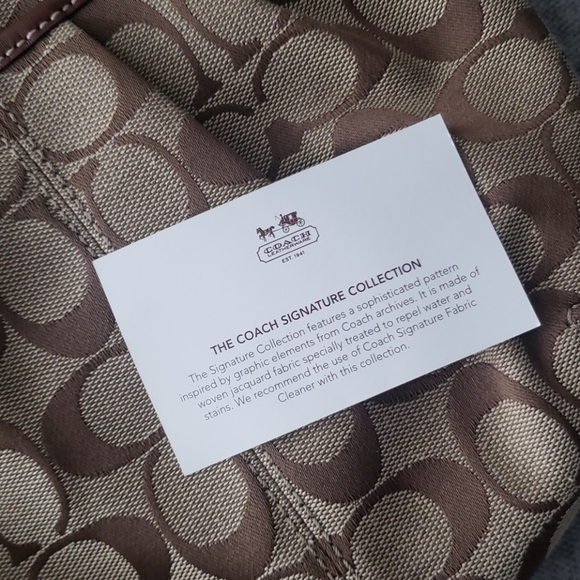 COACH
LEATHERWARE
EST. 1941
THE COACH SIGNATURE COLLECTION
The Signature Collection features a sophisticated pattern
inspired by graphic elements from Coach archives. It is made of
woven jacquard fabric specially treated to repel water and
stains. We recommend the use of Coach Signature Fabric
Cleaner with this collection.